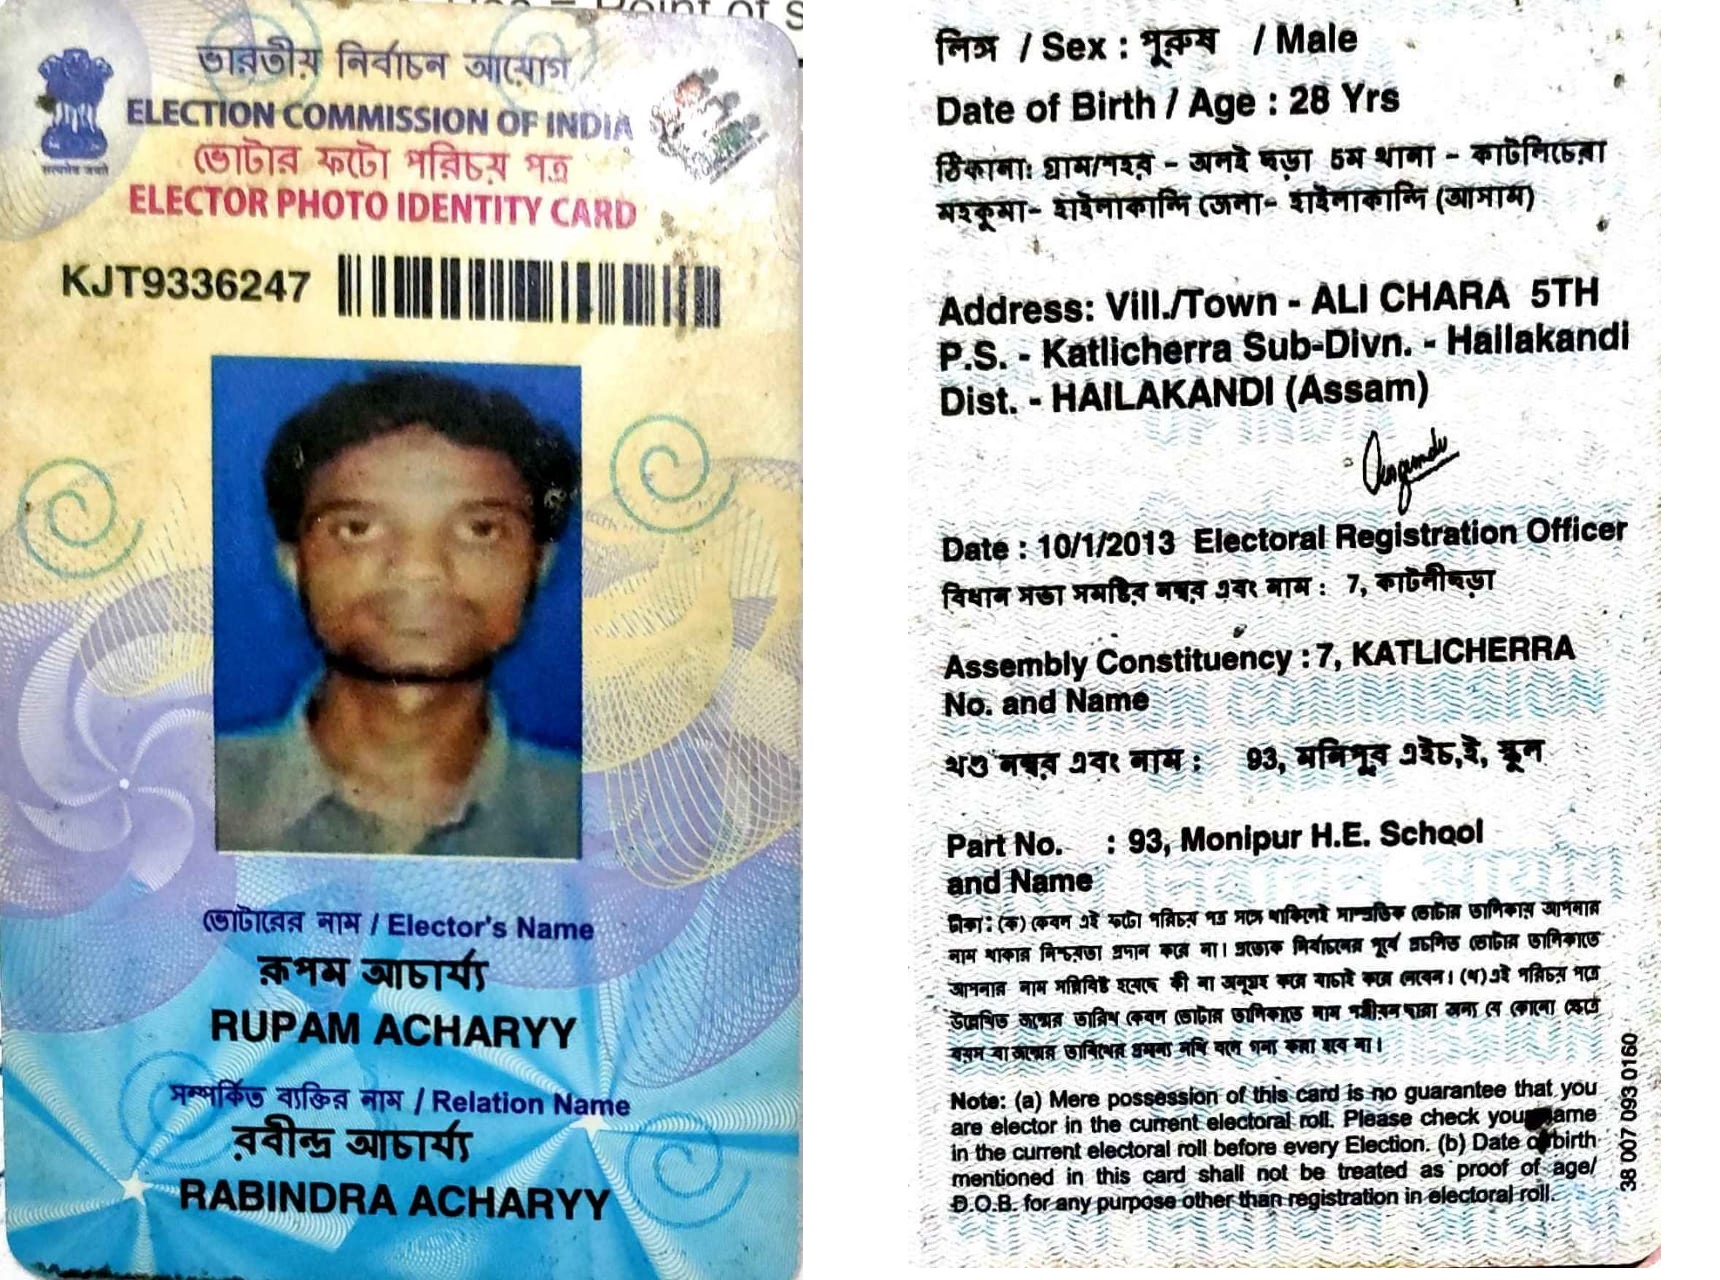 Point of S
ভারতীয় নির্বাচন আয়োগ
ELECTION COMMISSION OF INDIA
ভোটার ফটো পরিচয় পত্র
ELECTOR PHOTO IDENTITY CARD
सत्यमेव जयते
KJT9336247
ভোটারের নাম / Elector's Name
রূপম আচার্য্য
RUPAM ACHARYY
সম্পর্কিত ব্যক্তির নাম / Relation Name
রবীন্দ্র আচার্য্য
RABINDRA ACHARYY
লিঙ্গ / Sex : পুরুষ / Male
Date of Birth / Age : 28 Yrs
ঠিকানা: গ্রাম/শহর - অলই ছড়া 5ম থানা - কাটলিচেরা
মহকুমা- হাইলাকান্দি জেলা- হাইলাকান্দি (আসাম)
Address: Vill./Town - ALI CHARA 5TH
P.S. - Katlicherra Sub-Divn. - Hailakandi
Dist. - HAILAKANDI (Assam)
Date : 10/1/2013 Electoral Registration Officer
বিধান সভা সমষ্টির নম্বর এবং নাম : 7, কাটলীছড়া
Assembly Constituency : 7, KATLICHERRA
No. and Name
খণ্ড নম্বর এবং নাম : 93, মনিপুর এইচ,ই, স্কুল
Part No. : 93, Monipur H.E. School
and Name
টীকা: (ক) কেবল এই ফটো পরিচয় পত্র সঙ্গে থাকিলেই সাম্প্রতিক ভোটার তালিকায় আপনার
নাম থাকার নিশ্চয়তা প্রদান করে না। প্রত্যেক নির্বাচনের পূর্বে প্রচলিত ভোটার তালিকাতে
আপনার নাম সন্নিবিষ্ট হয়েছে কী না অনুগ্রহ করে যাচাই করে নেবেন। (খ) এই পরিচয় পত্রে
উল্লেখিত জন্মের তারিখ কেবল ভোটার তালিকাতে নাম পঞ্জীয়ন ছাড়া অন্য যে কোনো ক্ষেত্রে
বয়স বা জন্মের তারিখের প্রমাণ্য নথি বলে গন্য করা হবে না।
Note: (a) Mere possession of this card is no guarantee that you
are elector in the current electoral roll. Please check your name
in the current electoral roll before every Election. (b) Date of birth
mentioned in this card shall not be treated as proof of age/
D.O.B. for any purpose other than registration in electoral roll.
38 007 093 0160